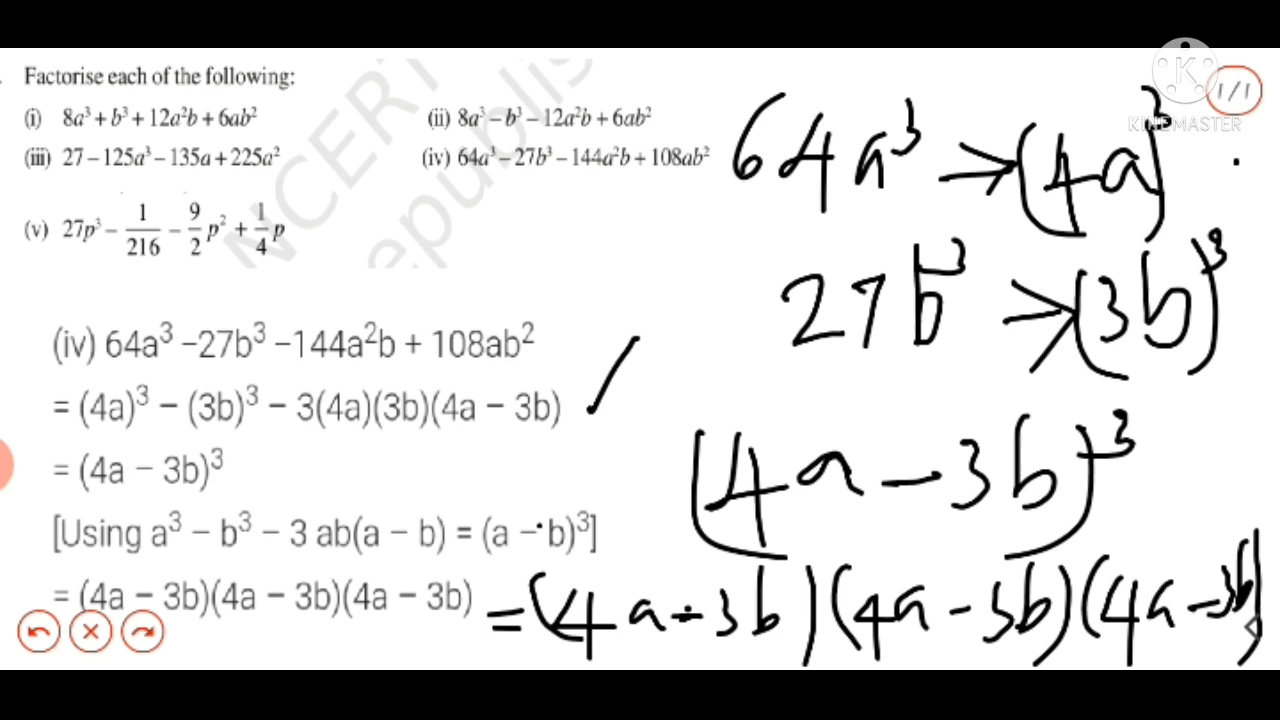 Factorise each of the following:
(i) 8a³ + b³ + 12a²b + 6ab²
(ii) 8a³ – b³ – 12a²b + 6ab²
(iii) 27 – 125a³ – 135a + 225a²
(iv) 64a³ – 27b³ – 144a²b + 108ab²
(v) 27p³ – 1/216 – 9/2 p² + 1/4 p
(iv) 64a³ –27b³ –144a²b + 108ab²
= (4a)³ – (3b)³ – 3(4a)(3b)(4a – 3b)
= (4a – 3b)³
[Using a³ – b³ – 3 ab(a – b) = (a – b)³]
= (4a – 3b)(4a – 3b)(4a – 3b)
64a³ → (4a)³
27b³ → (3b)³
(4a – 3b)³
= (4a – 3b)(4a – 3b)(4a – 3b)
K
KINEMASTER
1/1
NCERT
republis